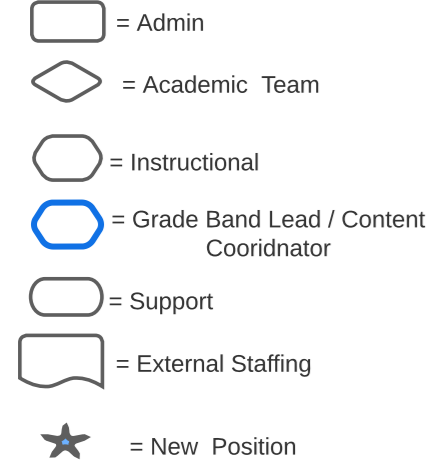 = Admin
= Academic Team
= Instructional
= Grade Band Lead / Content
Cooridnator
= Support
= External Staffing
= New Position